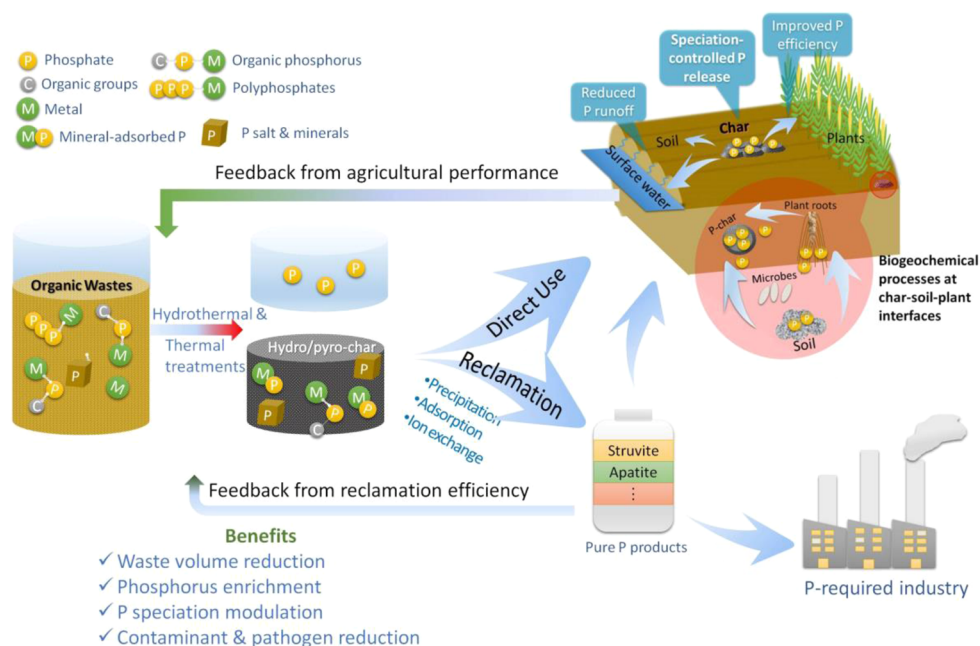 Phosphate
Organic groups
Metal
Mineral-adsorbed P
Organic phosphorus
Polyphosphates
P salt & minerals
P
C
M
M P
C P M
P P P M
P
Reduced
P runoff
Speciation-
controlled P
release
Improved P
efficiency
Soil
Char
Plants
Surface water
P-char
Plant roots
Microbes
Soil
Biogeochemical
processes at
char-soil-plant
interfaces
Feedback from agricultural performance
Organic Wastes
P P P M
C P M
M P C
P
M
Hydrothermal &
Thermal
treatments
P P P
Hydro/pyro-char
M P
P
P
M P C
M P
Direct Use
Reclamation
•Precipitation
•Adsorption
•Ion exchange
Struvite
Apatite
⋮
Pure P products
P-required industry
Feedback from reclamation efficiency
Benefits
✓ Waste volume reduction
✓ Phosphorus enrichment
✓ P speciation modulation
✓ Contaminant & pathogen reduction